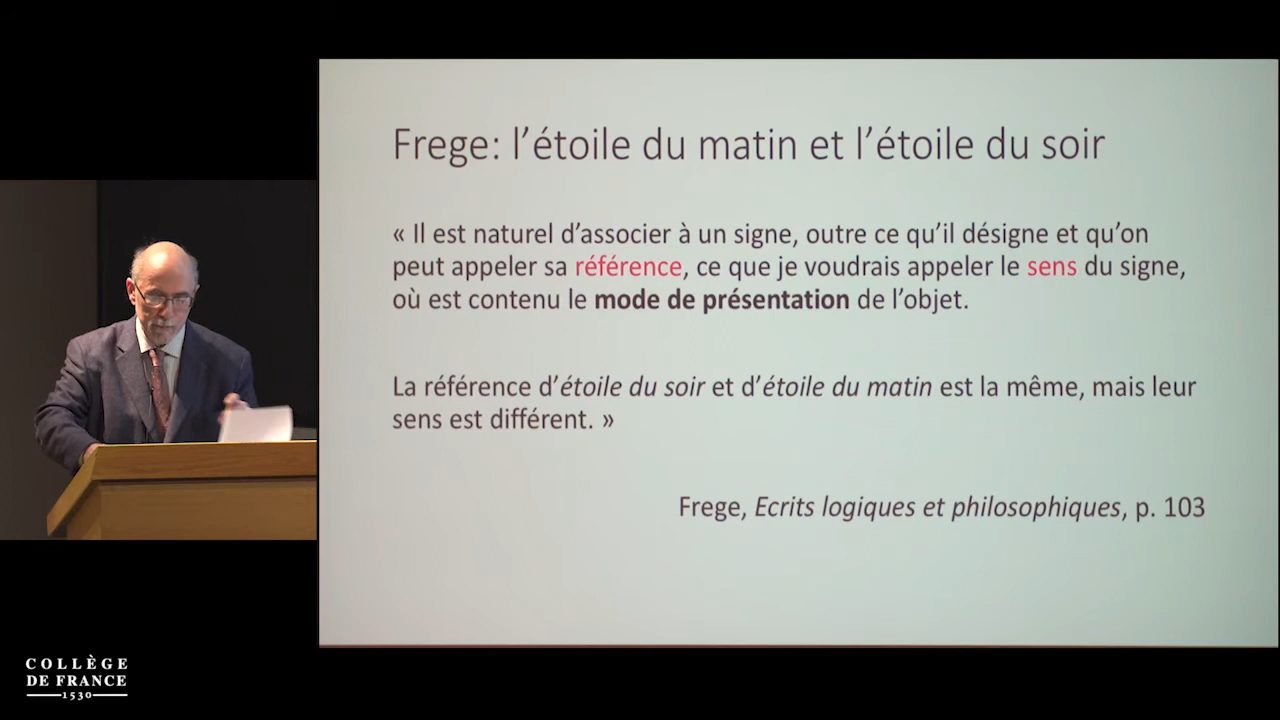 Frege: l’étoile du matin et l’étoile du soir
« Il est naturel d’associer à un signe, outre ce qu’il désigne et qu’on
peut appeler sa référence, ce que je voudrais appeler le sens du signe,
où est contenu le mode de présentation de l’objet.
La référence d’étoile du soir et d’étoile du matin est la même, mais leur
sens est différent. »
Frege, Ecrits logiques et philosophiques, p. 103
COLLÈGE
DE FRANCE
1530